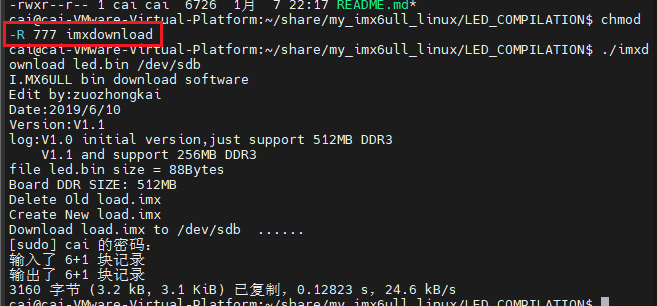 -rwxr--r-- 1 cai cai  6726  1月  7 22:17 README.md*
cai@cai-VMware-Virtual-Platform:~/share/my_imx6ull_linux/LED_COMPILATION$ chmod
-R 777 imxdownload
cai@cai-VMware-Virtual-Platform:~/share/my_imx6ull_linux/LED_COMPILATION$ ./imxd
ownload led.bin /dev/sdb
I.MX6ULL bin download software
Edit by:zuozhongkai
Date:2019/6/10
Version:V1.1
log:V1.0 initial version,just support 512MB DDR3
    V1.1 and support 256MB DDR3
file led.bin size = 88Bytes
Board DDR SIZE: 512MB
Delete Old load.imx
Create New load.imx
Download load.imx to /dev/sdb  ......
[sudo] cai 的密码：
输入了 6+1 块记录
输出了 6+1 块记录
3160 字节 (3.2 kB, 3.1 KiB) 已复制，0.12823 s，24.6 kB/s
cai@cai-VMware-Virtual-Platform:~/share/my_imx6ull_linux/LED_COMPILATION$